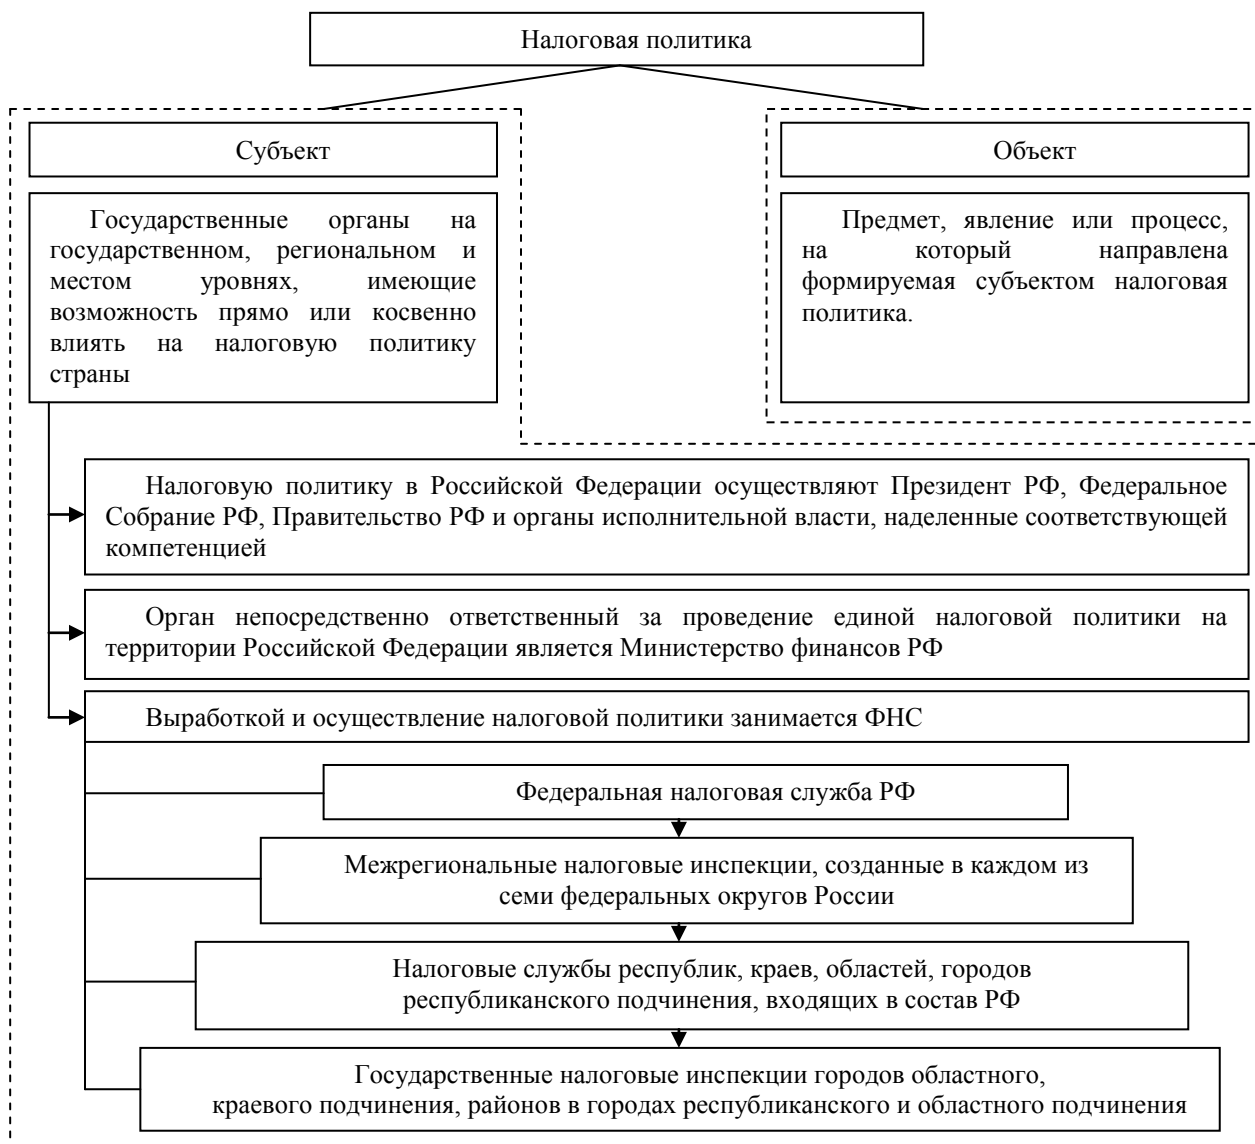 Налоговая политика
Субъект
Государственные органы на
государственном, региональном и
местом уровнях, имеющие
возможность прямо или косвенно
влиять на налоговую политику
страны
Объект
Предмет, явление или процесс,
на который направлена
формируемая субъектом налоговая
политика.
Налоговую политику в Российской Федерации осуществляют Президент РФ, Федеральное
Собрание РФ, Правительство РФ и органы исполнительной власти, наделенные соответствующей
компетенцией
Орган непосредственно ответственный за проведение единой налоговой политики на
территории Российской Федерации является Министерство финансов РФ
Выработкой и осуществление налоговой политики занимается ФНС
Федеральная налоговая служба РФ
Межрегиональные налоговые инспекции, созданные в каждом из
семи федеральных округов России
Налоговые службы республик, краев, областей, городов
республиканского подчинения, входящих в состав РФ
Государственные налоговые инспекции городов областного,
краевого подчинения, районов в городах республиканского и областного подчинения